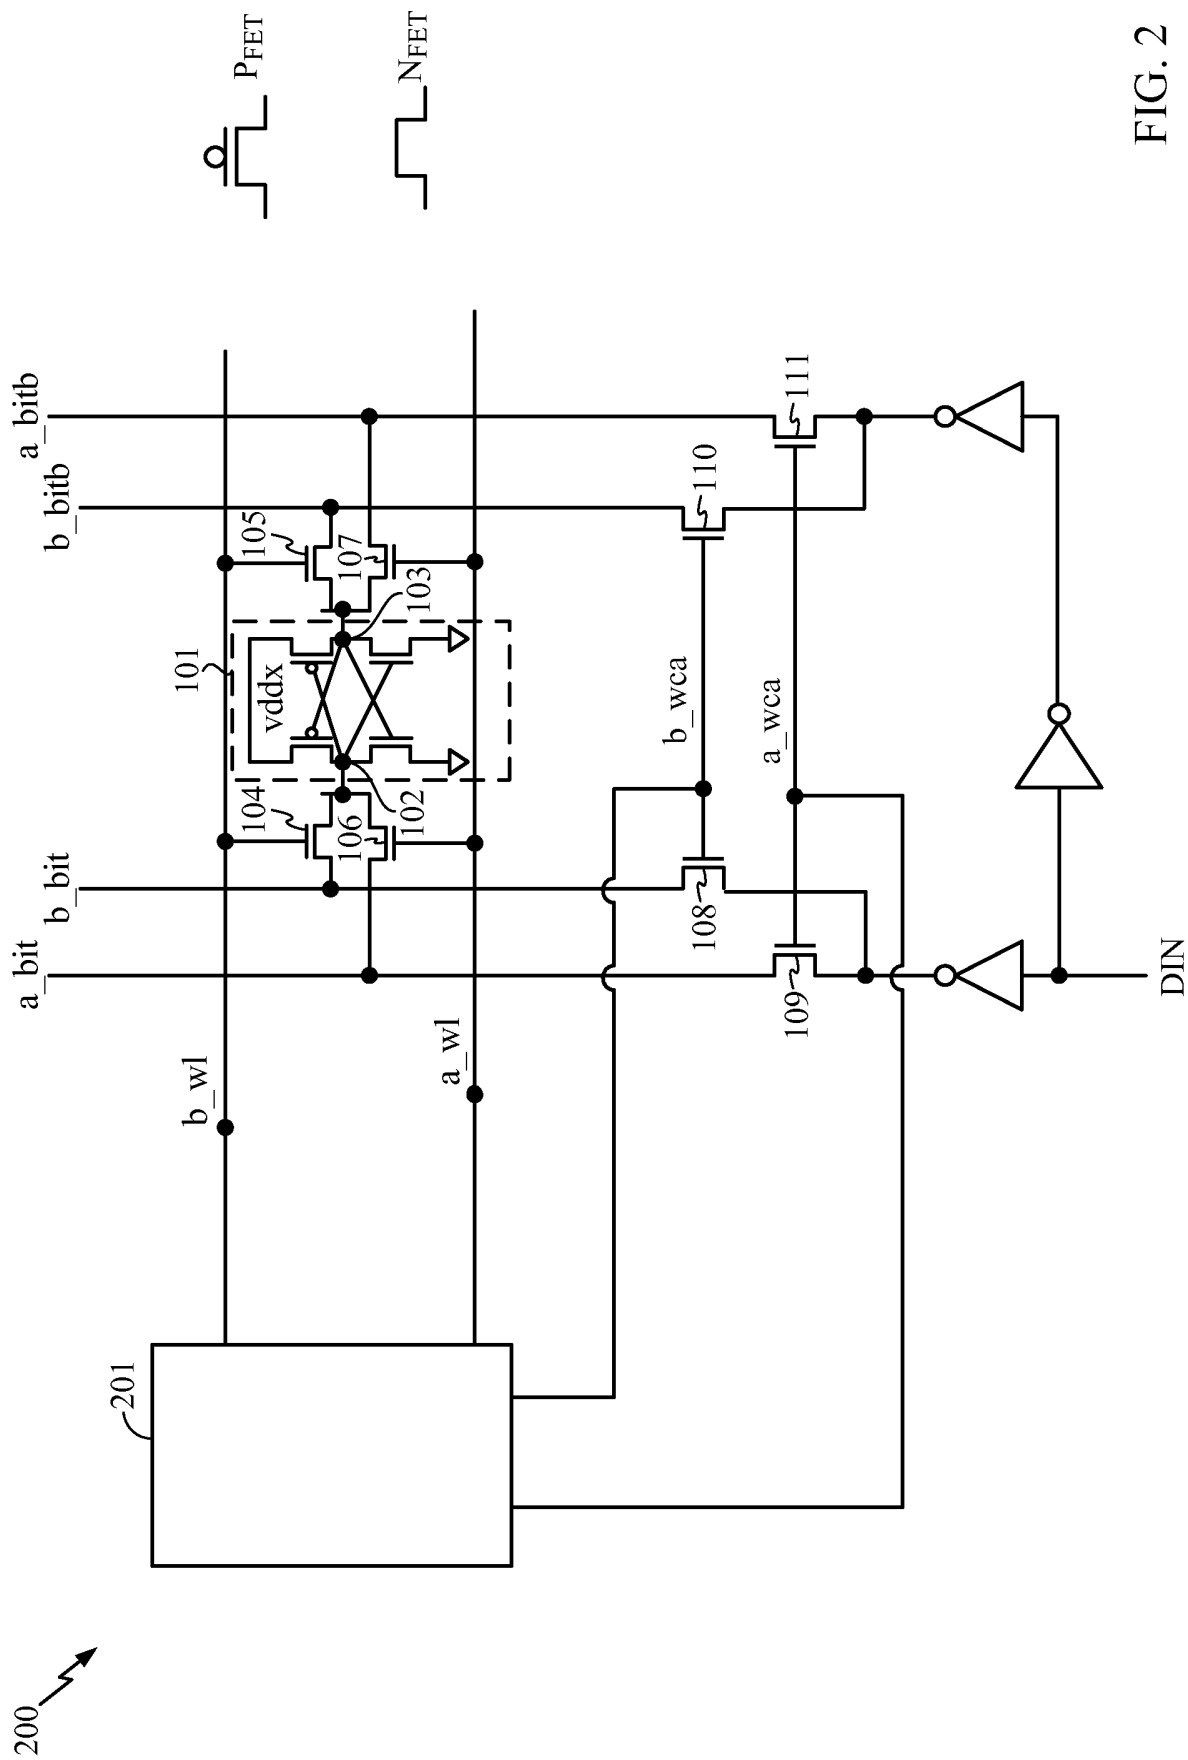 200
201
b_wl
a_wl
a_bit
b_bit
b_bitb
a_bitb
101
vddx
104
106
102
103
105
107
108
109
110
111
b_wca
a_wca
DIN
PFET
NFET
FIG. 2